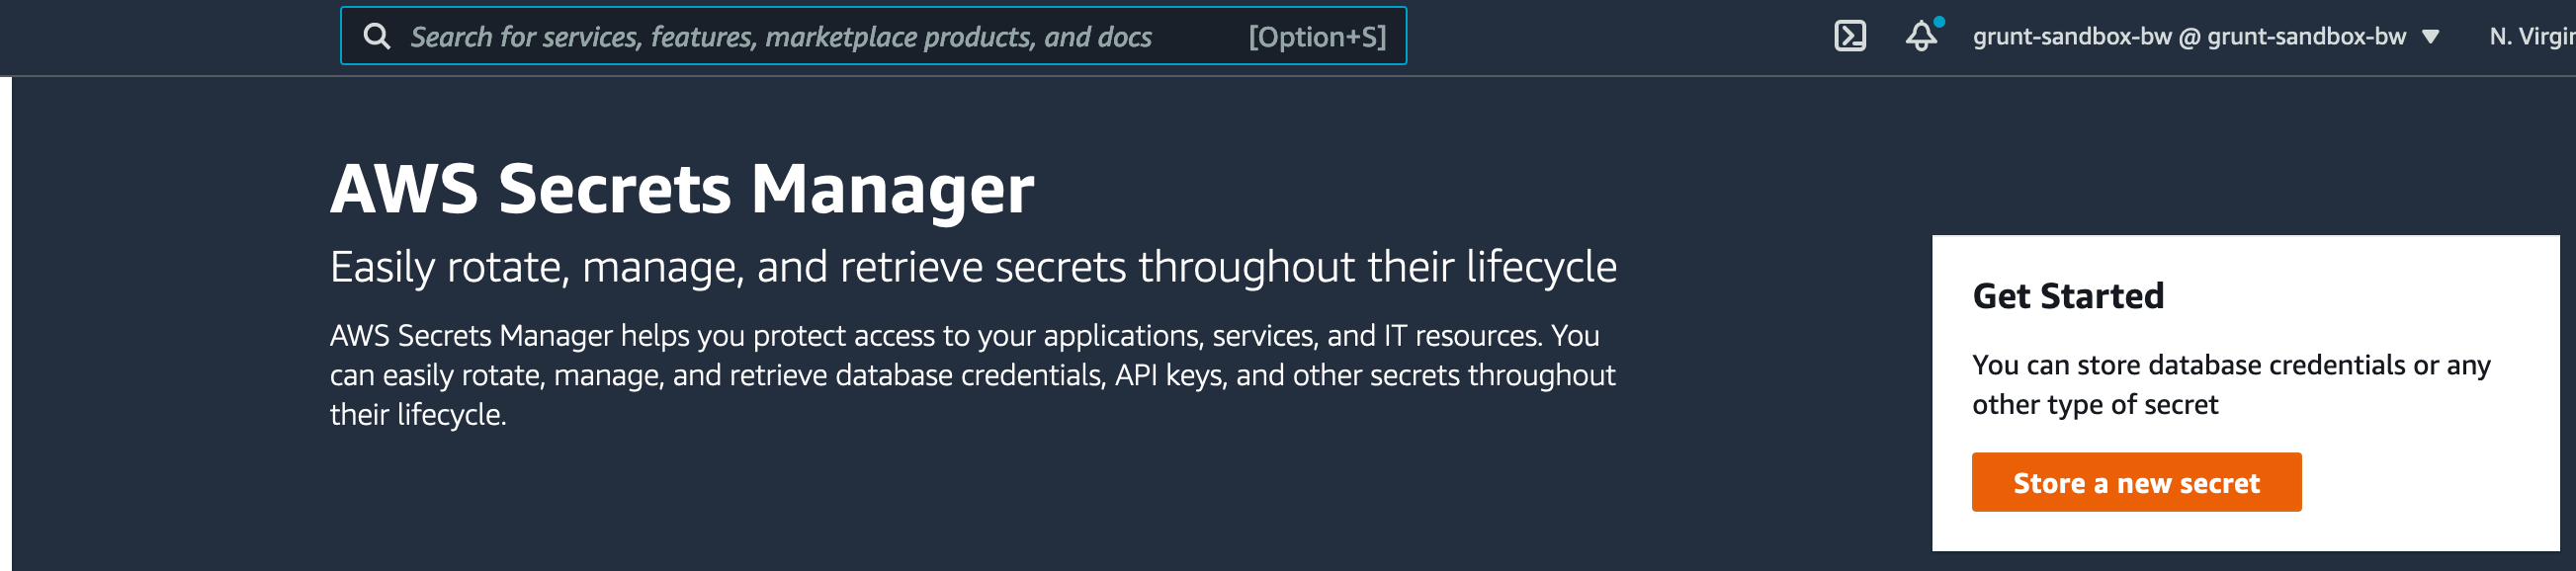 Search for services, features, marketplace products, and docs [Option+S] grunt-sandbox-bw @ grunt-sandbox-bw N.
AWS Secrets Manager
Easily rotate, manage, and retrieve secrets throughout their lifecycle
AWS Secrets Manager helps you protect access to your applications, services, and IT resources. You
can easily rotate, manage, and retrieve database credentials, API keys, and other secrets throughout
their lifecycle.
Get Started
You can store database credentials or any
other type of secret
Store a new secret